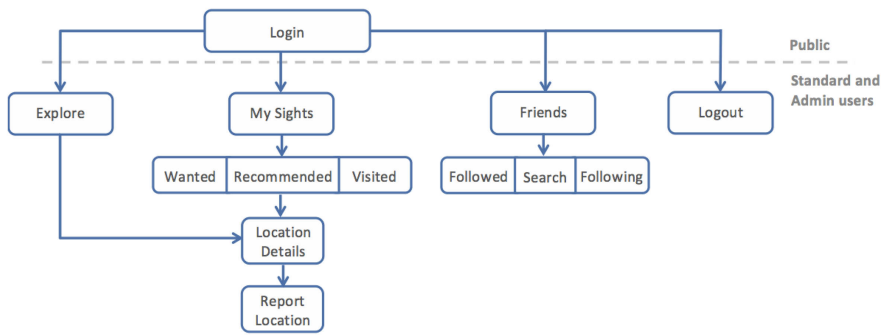 Login
Public
Standard and
Admin users
Explore
My Sights
Friends
Logout
Wanted Recommended Visited
Followed Search Following
Location
Details
Report
Location